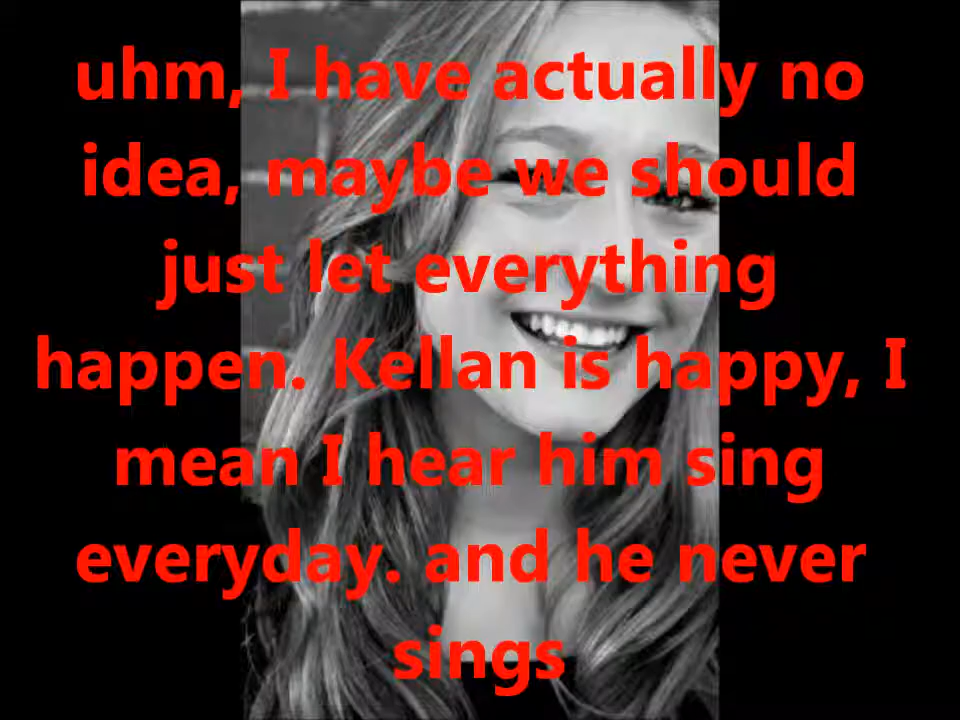 uhm, I have actually no
idea, maybe we should
just let everything
happen. Kellan is happy, I
mean I hear him sing
everyday. and he never
sings